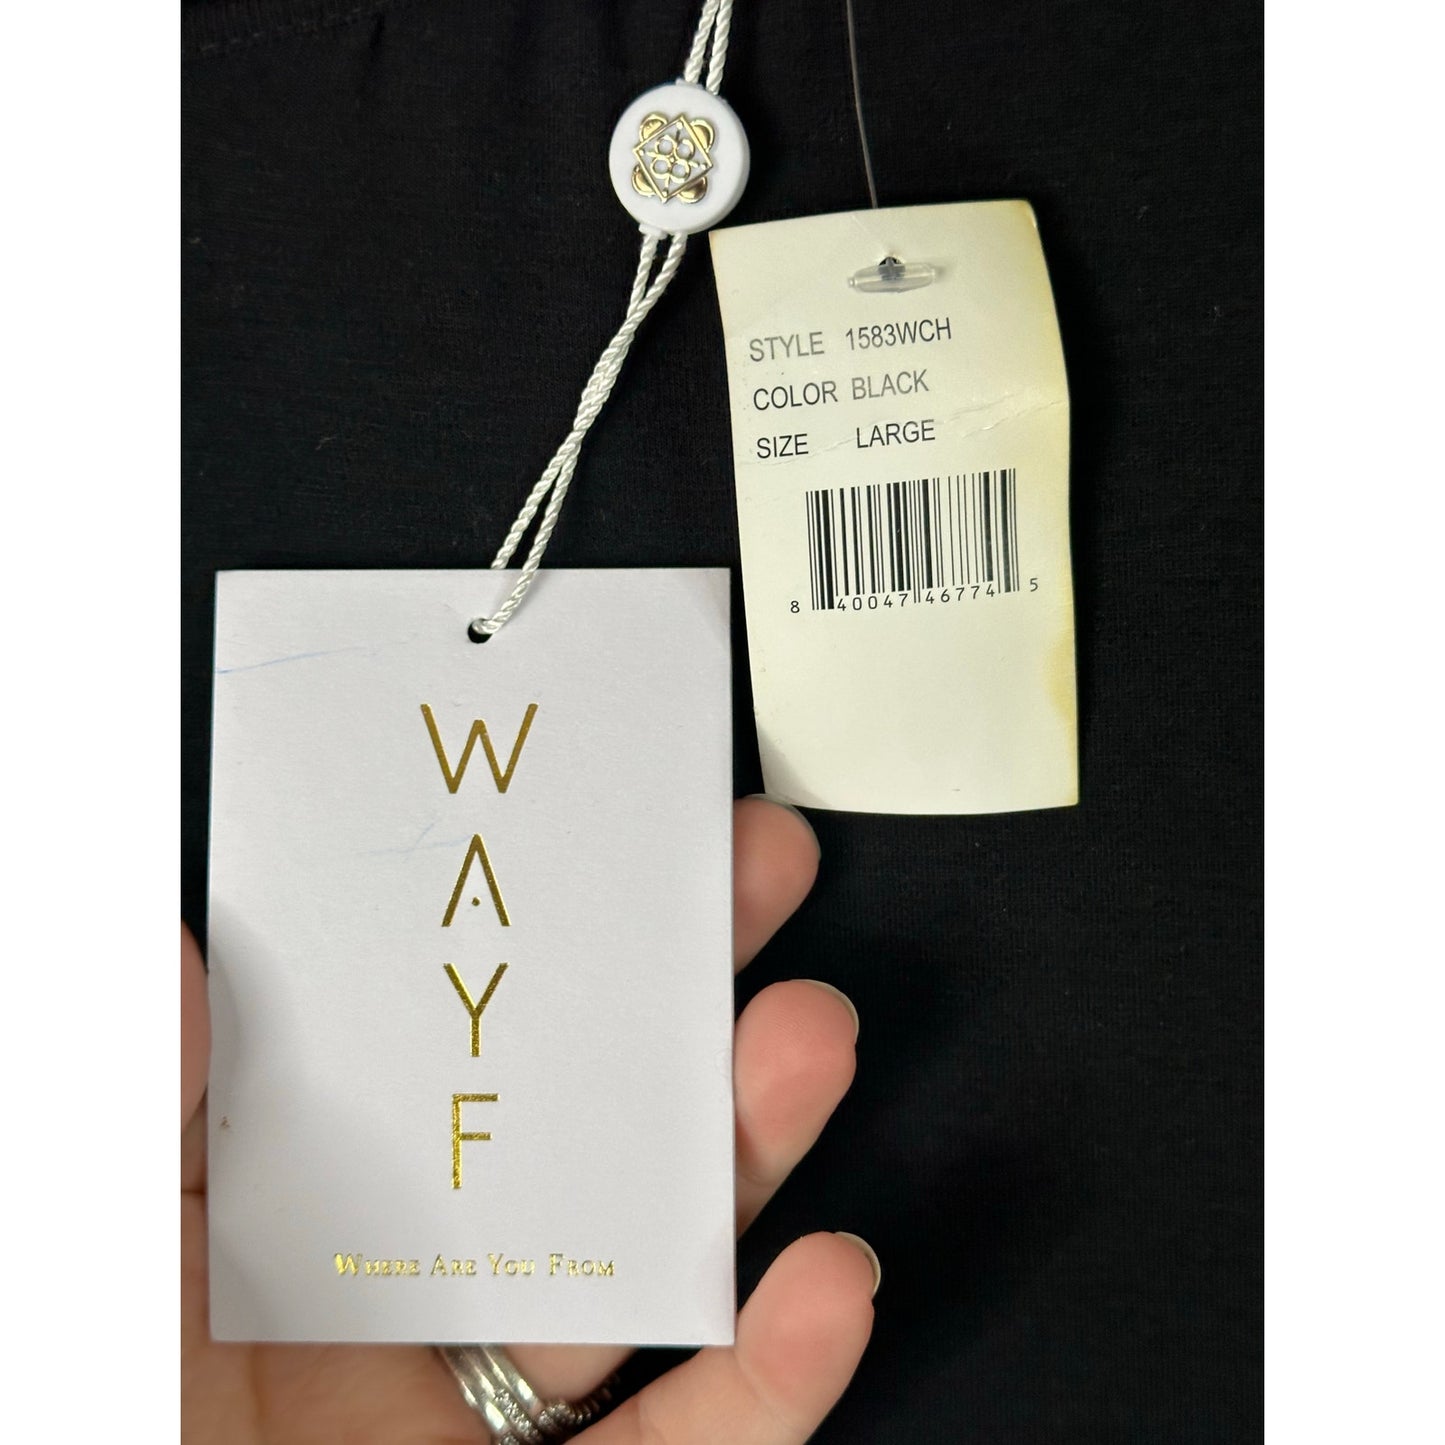 STYLE 1583WCH
COLOR BLACK
SIZE LARGE
8 40047 46774 5
W
A
Y
F
WHERE ARE YOU FROM